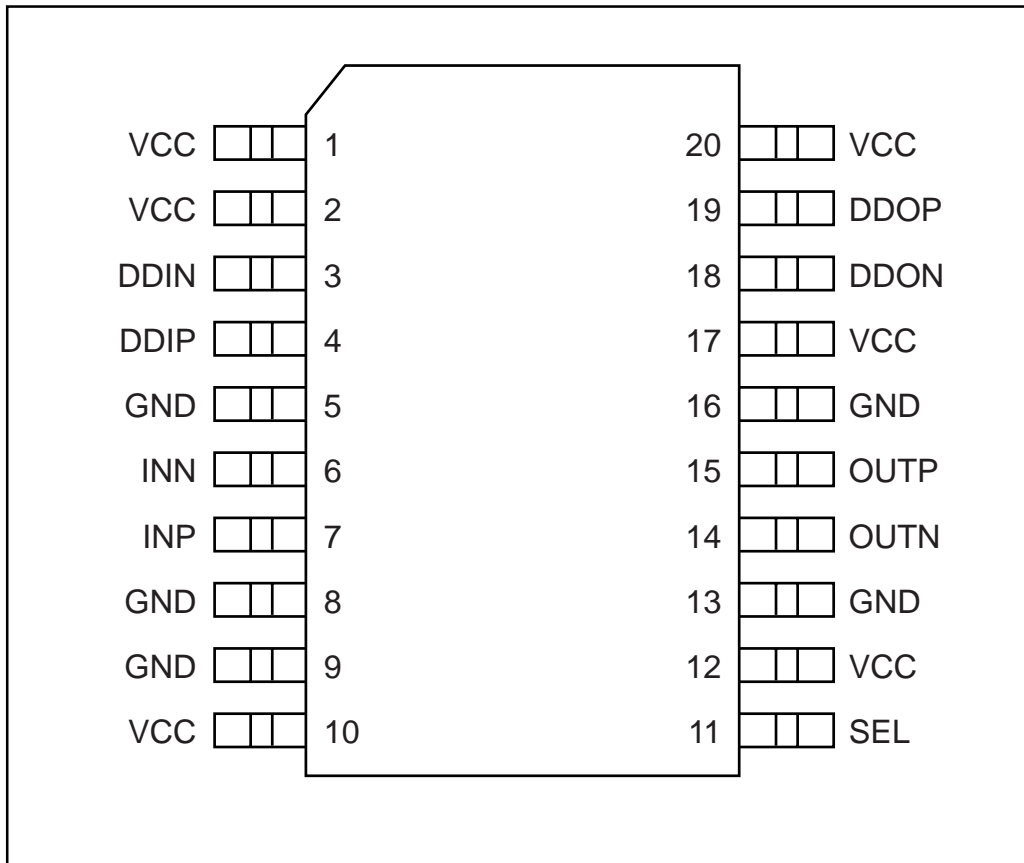 VCC 1 20 VCC
VCC 2 19 DDOP
DDIN 3 18 DDON
DDIP 4 17 VCC
GND 5 16 GND
INN 6 15 OUTP
INP 7 14 OUTN
GND 8 13 GND
GND 9 12 VCC
VCC 10 11 SEL